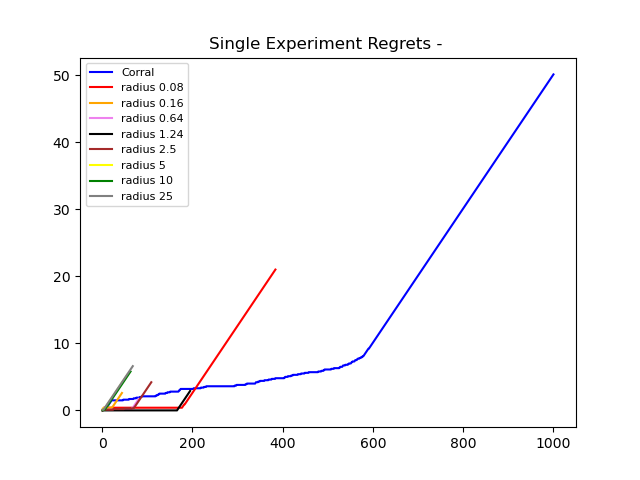 Single Experiment Regrets -
Corral
radius 0.08
radius 0.16
radius 0.64
radius 1.24
radius 2.5
radius 5
radius 10
radius 25
50
40
30
20
10
0
0 200 400 600 800 1000